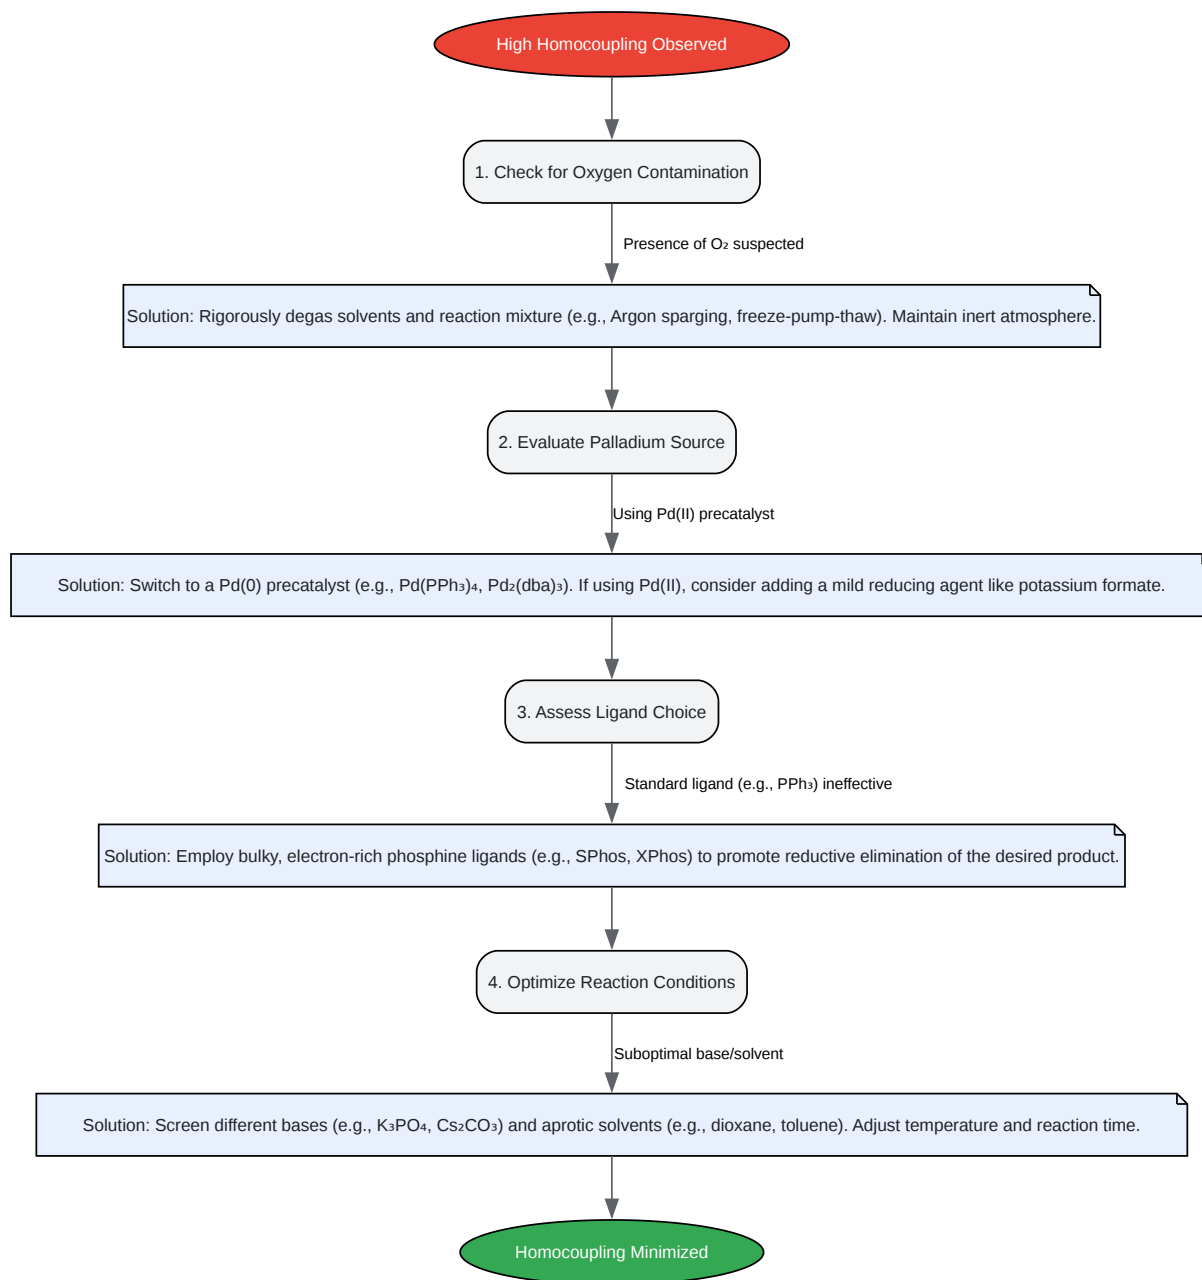 High Homocoupling Observed
1. Check for Oxygen Contamination
Presence of O₂ suspected
Solution: Rigorously degas solvents and reaction mixture (e.g., Argon sparging, freeze-pump-thaw). Maintain inert atmosphere.
2. Evaluate Palladium Source
Using Pd(II) precatalyst
Solution: Switch to a Pd(0) precatalyst (e.g., Pd(PPh₃)₄, Pd₂(dba)₃). If using Pd(II), consider adding a mild reducing agent like potassium formate.
3. Assess Ligand Choice
Standard ligand (e.g., PPh₃) ineffective
Solution: Employ bulky, electron-rich phosphine ligands (e.g., SPhos, XPhos) to promote reductive elimination of the desired product.
4. Optimize Reaction Conditions
Suboptimal base/solvent
Solution: Screen different bases (e.g., K₃PO₄, Cs₂CO₃) and aprotic solvents (e.g., dioxane, toluene). Adjust temperature and reaction time.
Homocoupling Minimized